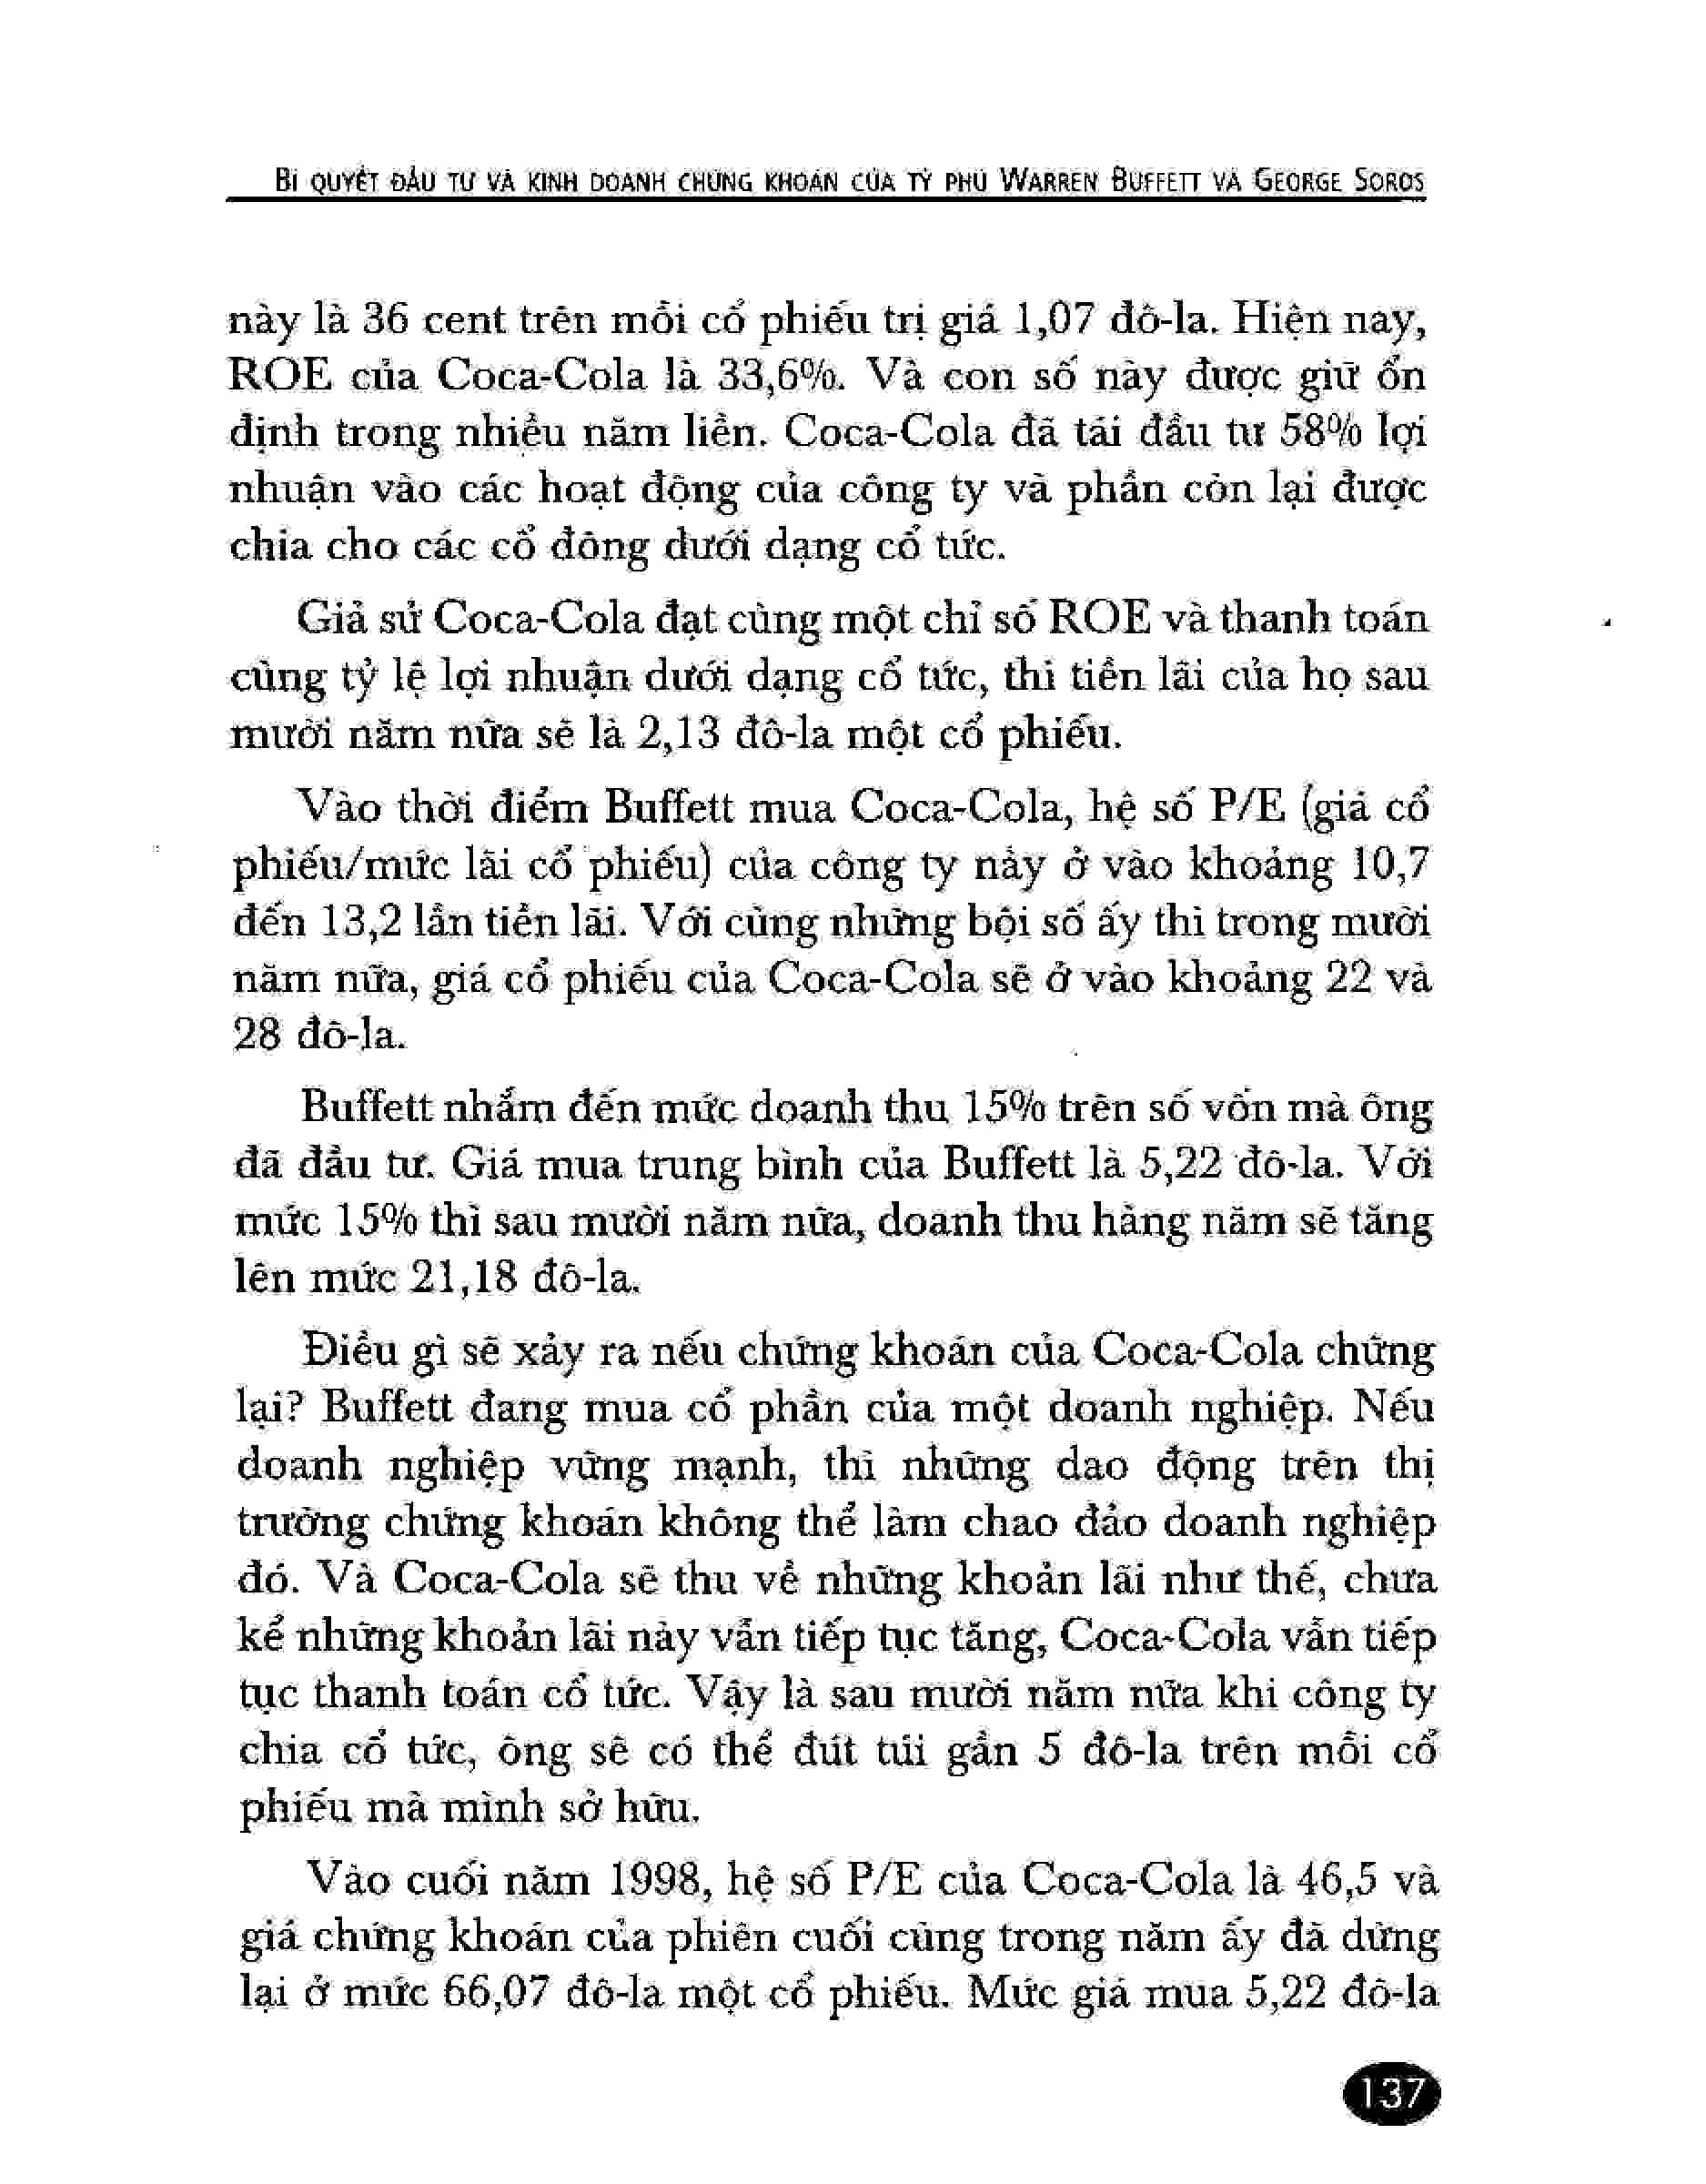 BÍ QUYẾT ĐẦU TƯ VÀ KINH DOANH CHỨNG KHOÁN CỦA TỶ PHÚ WARREN BUFFETT VÀ GEORGE SOROS
này là 36 cent trên mỗi cổ phiếu trị giá 1,07 đô-la. Hiện nay,
ROE của Coca-Cola là 33,6%. Và con số này được giữ ổn
định trong nhiều năm liền. Coca-Cola đã tái đầu tư 58% lợi
nhuận vào các hoạt động của công ty và phần còn lại được
chia cho các cổ đông dưới dạng cổ tức.
Giả sử Coca-Cola đạt cùng một chỉ số ROE và thanh toán
cùng tỷ lệ lợi nhuận dưới dạng cổ tức, thì tiền lãi của họ sau
mười năm nữa sẽ là 2,13 đô-la một cổ phiếu.
Vào thời điểm Buffett mua Coca-Cola, hệ số P/E (giá cổ
phiếu/mức lãi cổ phiếu) của công ty này ở vào khoảng 10,7
đến 13,2 lần tiền lãi. Với cùng những bội số ấy thì trong mười
năm nữa, giá cổ phiếu của Coca-Cola sẽ ở vào khoảng 22 và
28 đô-la.
Buffett nhắm đến mức doanh thu 15% trên số vốn mà ông
đã đầu tư. Giá mua trung bình của Buffett là 5,22 đô-la. Với
mức 15% thì sau mười năm nữa, doanh thu hàng năm sẽ tăng
lên mức 21,18 đô-la.
Điều gì sẽ xảy ra nếu chứng khoán của Coca-Cola chững
lại? Buffett đang mua cổ phần của một doanh nghiệp. Nếu
doanh nghiệp vững mạnh, thì những dao động trên thị
trường chứng khoán không thể làm chao đảo doanh nghiệp
đó. Và Coca-Cola sẽ thu về những khoản lãi như thế, chưa
kể những khoản lãi này vẫn tiếp tục tăng, Coca-Cola vẫn tiếp
tục thanh toán cổ tức. Vậy là sau mười năm nữa khi công ty
chia cổ tức, ông sẽ có thể đút túi gần 5 đô-la trên mỗi cổ
phiếu mà mình sở hữu.
Vào cuối năm 1998, hệ số P/E của Coca-Cola là 46,5 và
giá chứng khoán của phiên cuối cùng trong năm ấy đã dừng
lại ở mức 66,07 đô-la một cổ phiếu. Mức giá mua 5,22 đô-la
137